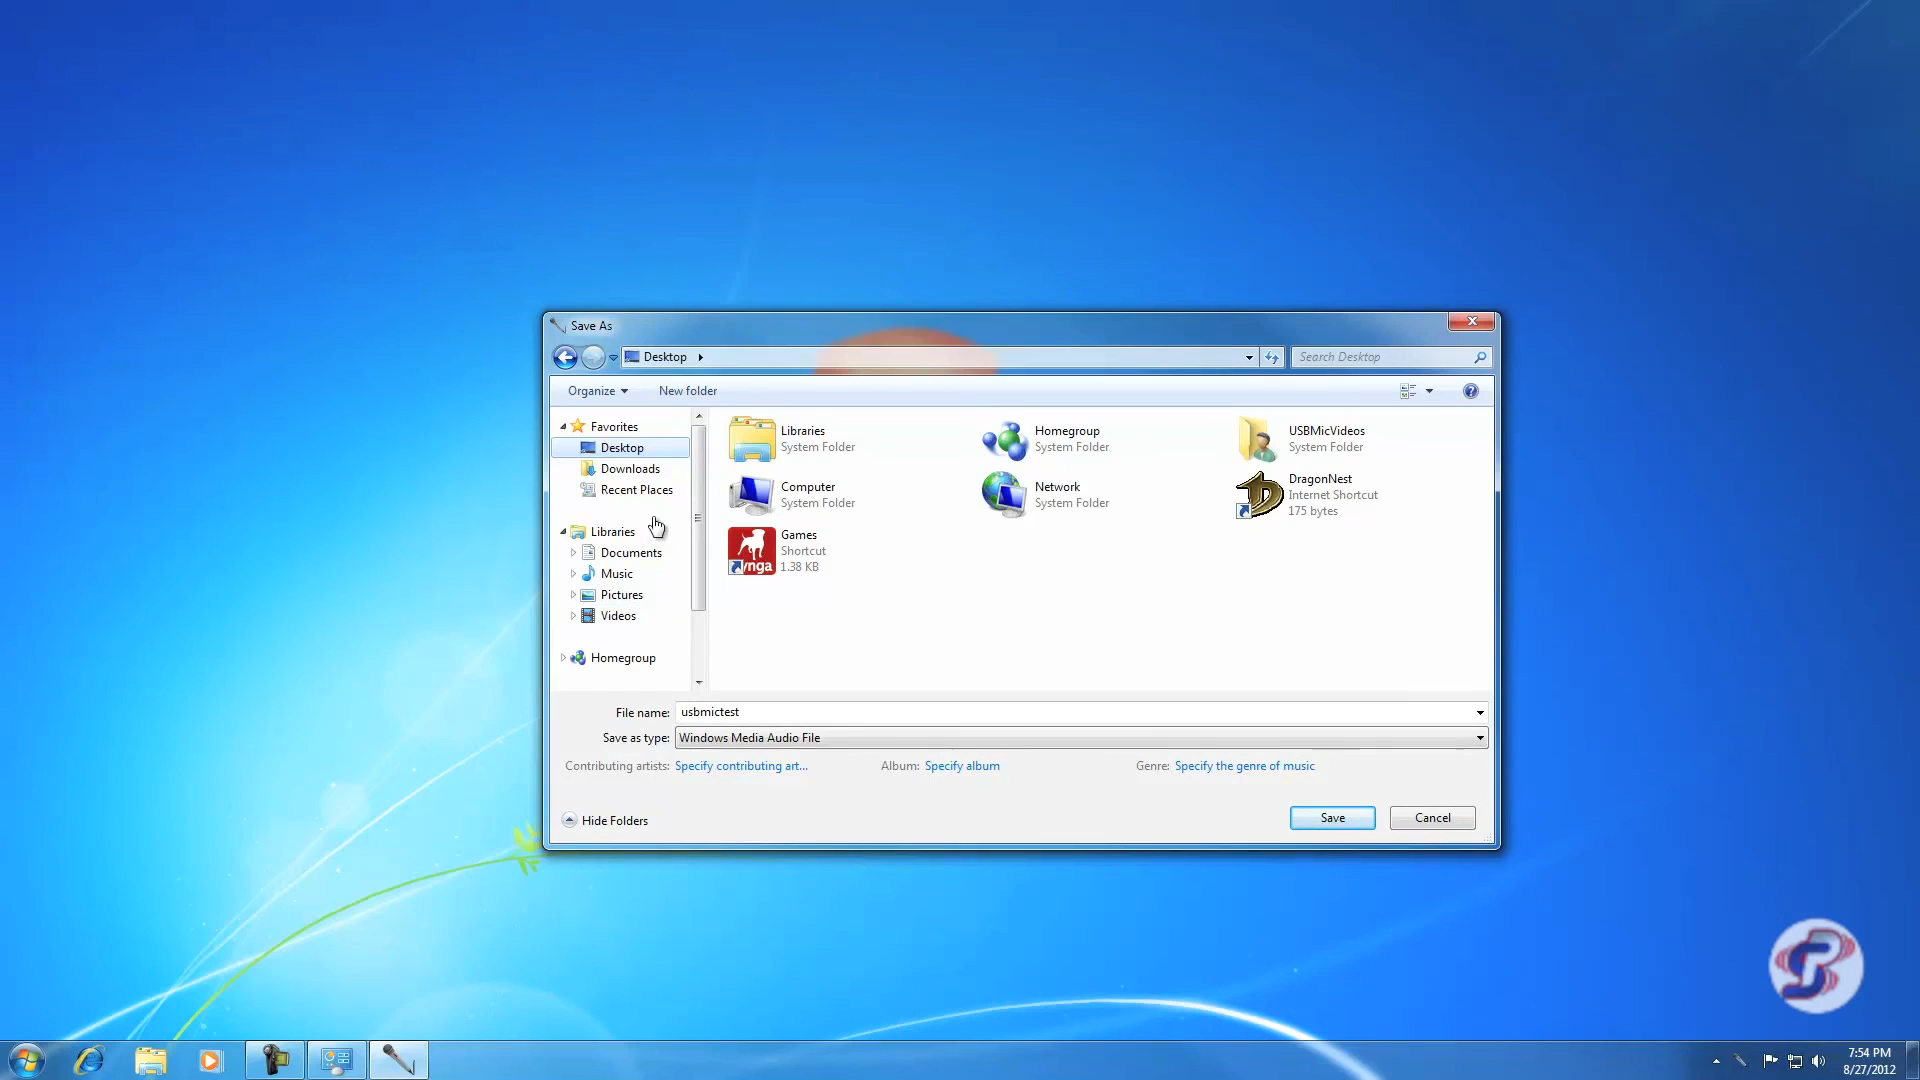 Save As
Desktop
Search Desktop
Organize
New folder
Favorites
Desktop
Downloads
Recent Places
Libraries
Documents
Music
Pictures
Videos
Homegroup
Libraries
System Folder
Homegroup
System Folder
USBMicVideos
System Folder
Computer
System Folder
Network
System Folder
DragonNest
Internet Shortcut
175 bytes
ynga
Games
Shortcut
1.38 KB
File name: usbmictest
Save as type: Windows Media Audio File
Contributing artists: Specify contributing art...
Album: Specify album
Genre: Specify the genre of music
Hide Folders
Save
Cancel
7:54 PM
8/27/2012